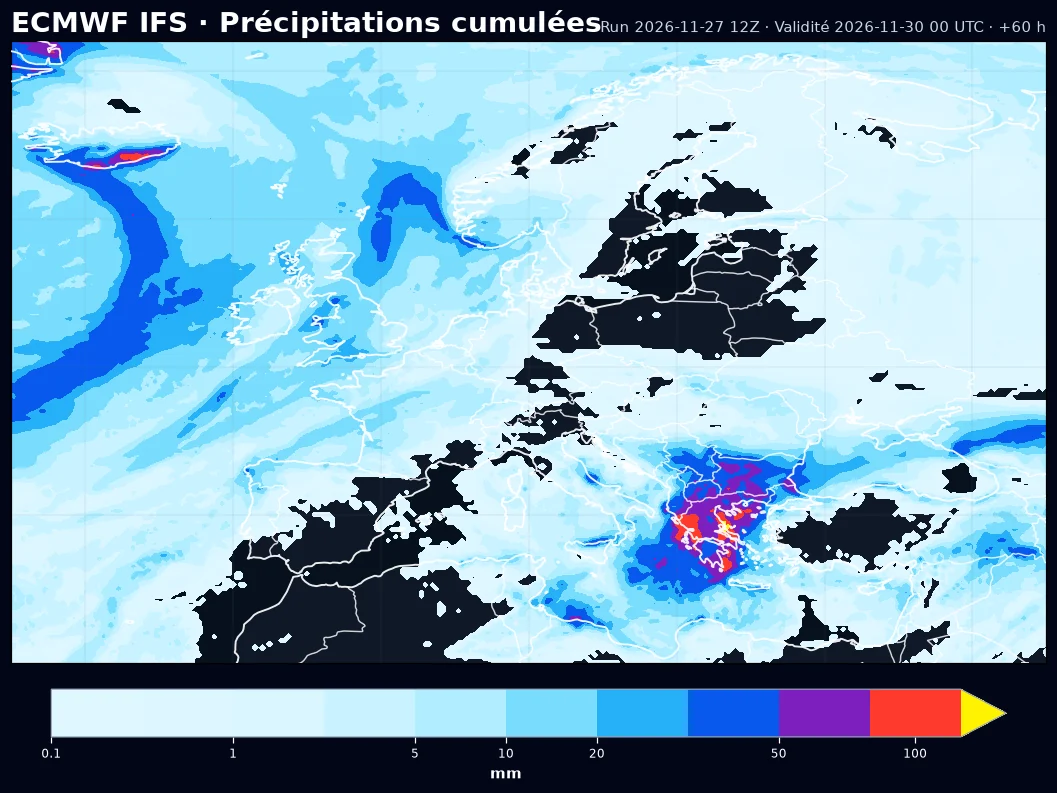 ECMWF IFS · Précipitations cumulées
Run 2026-11-27 12Z · Validité 2026-11-30 00 UTC · +60 h
0.1 1 5 10 20 50 100
mm